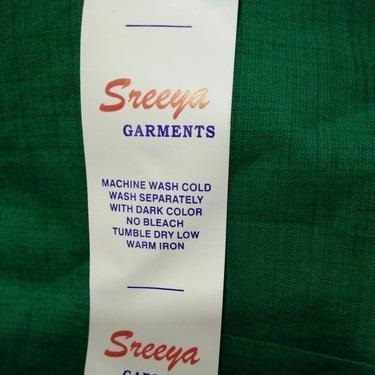 Sreeya
GARMENTS
MACHINE WASH COLD
WASH SEPARATELY
WITH DARK COLOR
NO BLEACH
TUMBLE DRY LOW
WARM IRON
Sreeya